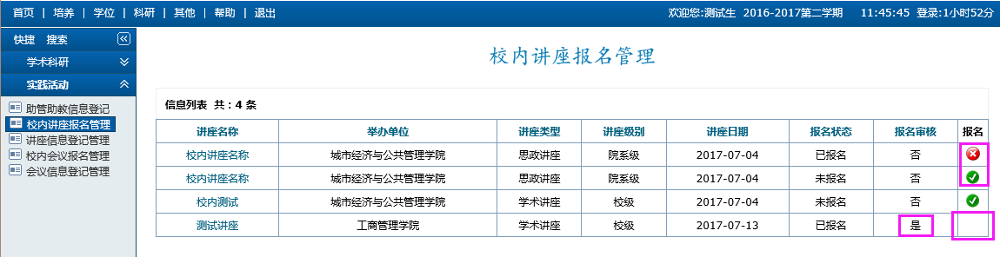 首页 | 培养 | 学位 | 科研 | 其他 | 帮助 | 退出 欢迎您:测试生 2016-2017第二学期 11:45:45 登录:1小时52分
快捷 搜索
学术科研
实践活动
助管助教信息登记
校内讲座报名管理
讲座信息登记管理
校内会议报名管理
会议信息登记管理
校内讲座报名管理
信息列表 共：4 条
讲座名称 举办单位 讲座类型 讲座级别 讲座日期 报名状态 报名审核 报名
校内讲座名称 城市经济与公共管理学院 思政讲座 院系级 2017-07-04 已报名 否
校内讲座名称 城市经济与公共管理学院 思政讲座 院系级 2017-07-04 未报名 否
校内测试 城市经济与公共管理学院 学术讲座 校级 2017-07-04 未报名 否
测试讲座 工商管理学院 学术讲座 校级 2017-07-13 已报名 是